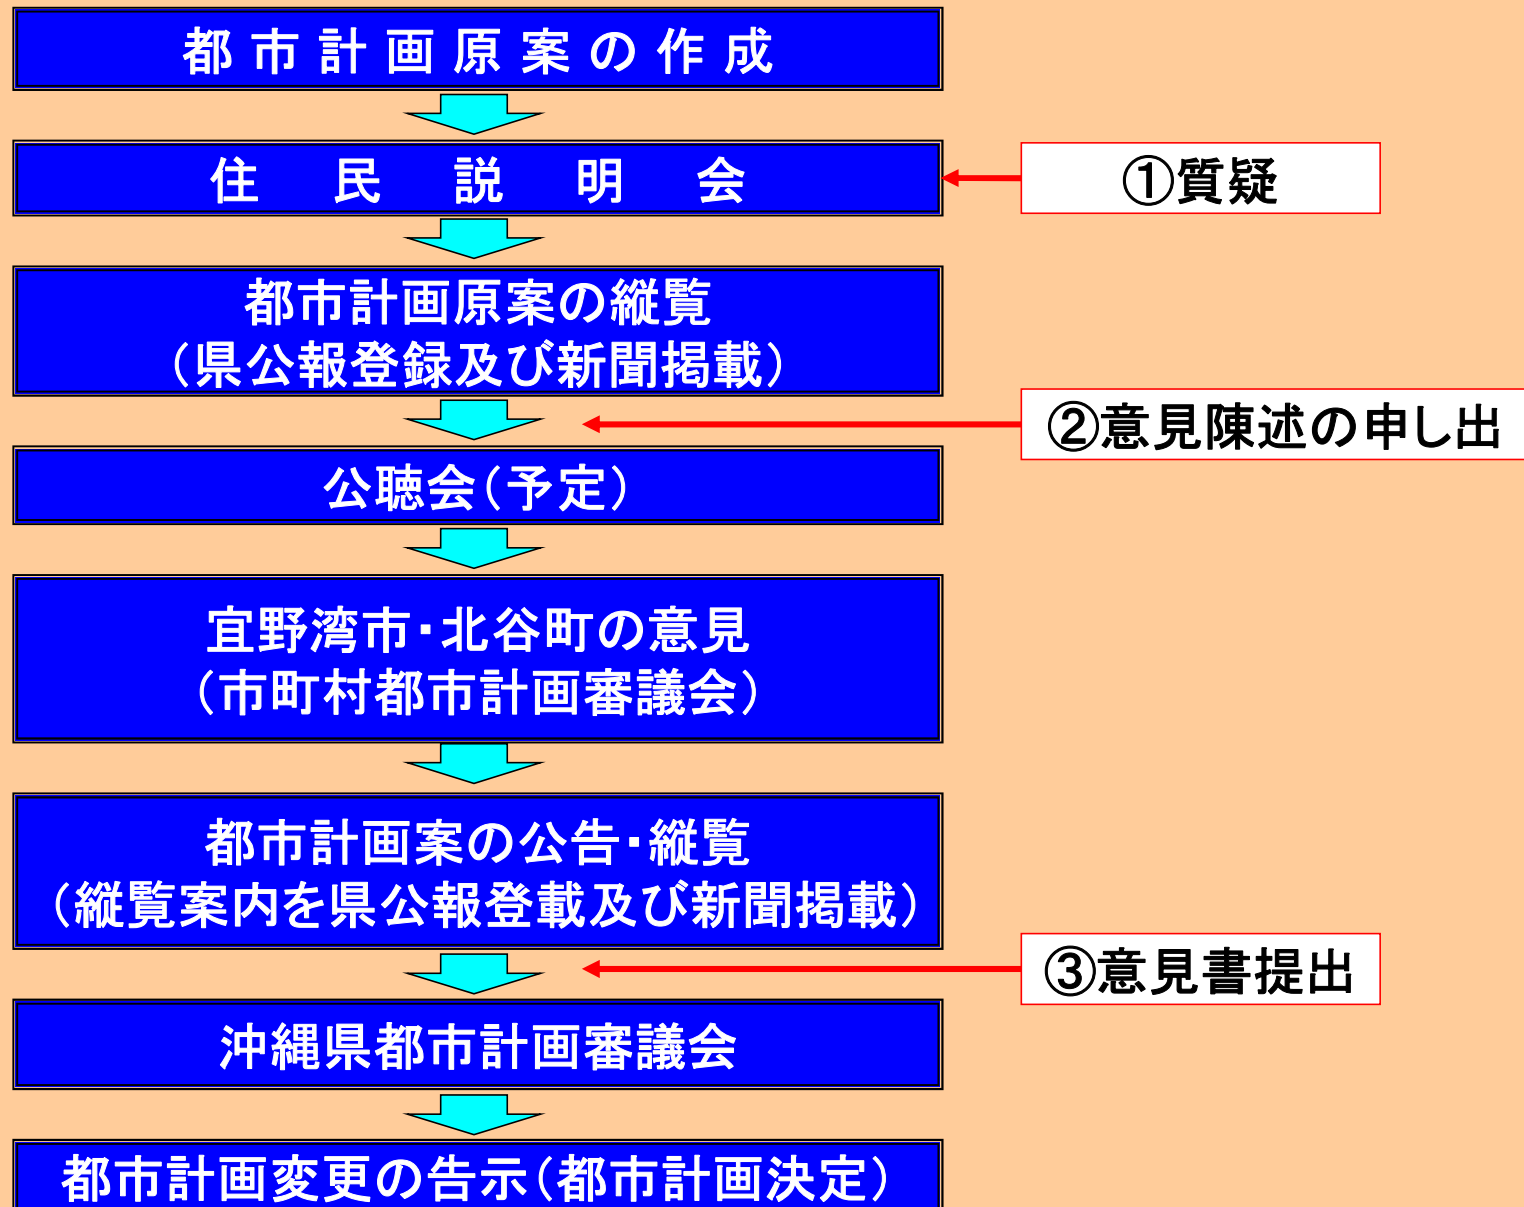 都市計画原案の作成
住民説明会
①質疑
都市計画原案の縦覧
（県公報登録及び新聞掲載）
②意見陳述の申し出
公聴会（予定）
宜野湾市・北谷町の意見
（市町村都市計画審議会）
都市計画案の公告・縦覧
（縦覧案内を県公報登載及び新聞掲載）
③意見書提出
沖縄県都市計画審議会
都市計画変更の告示（都市計画決定）